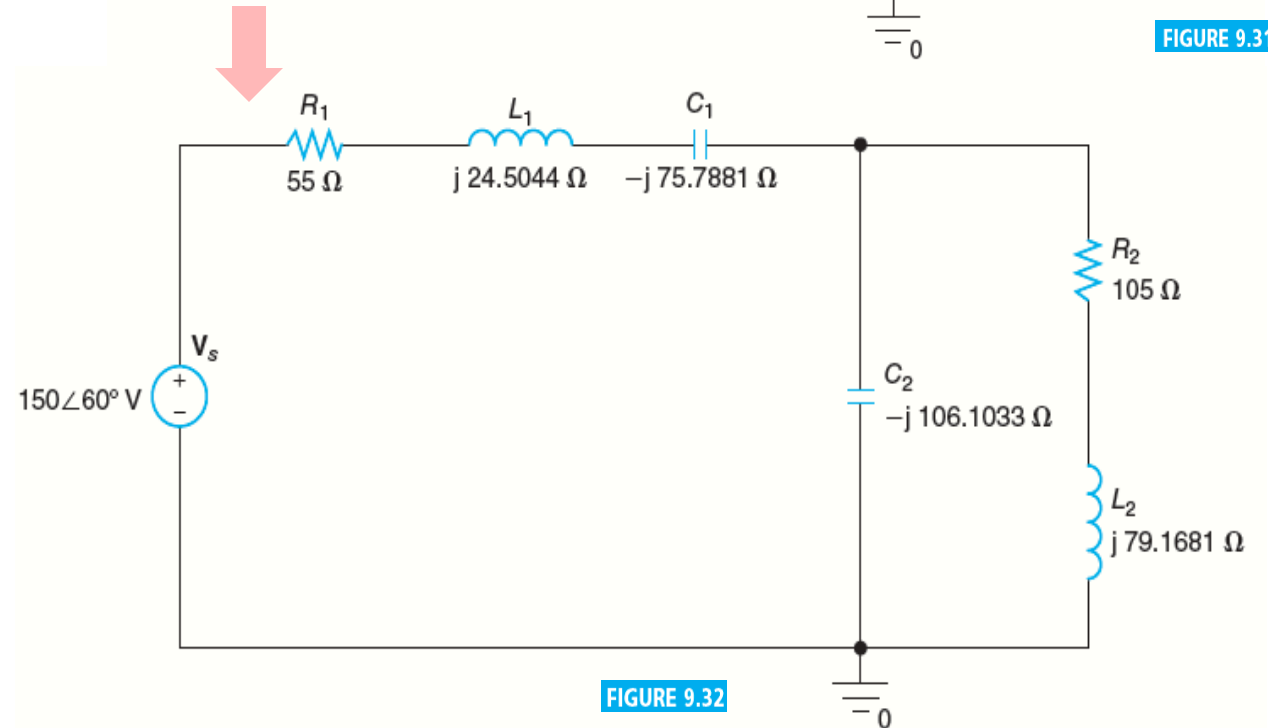 0
FIGURE 9.31
R1
L1
C1
55 Ω
j 24.5044 Ω
−j 75.7881 Ω
R2
105 Ω
Vs
+
−
150∠60° V
C2
−j 106.1033 Ω
L2
j 79.1681 Ω
FIGURE 9.32
0